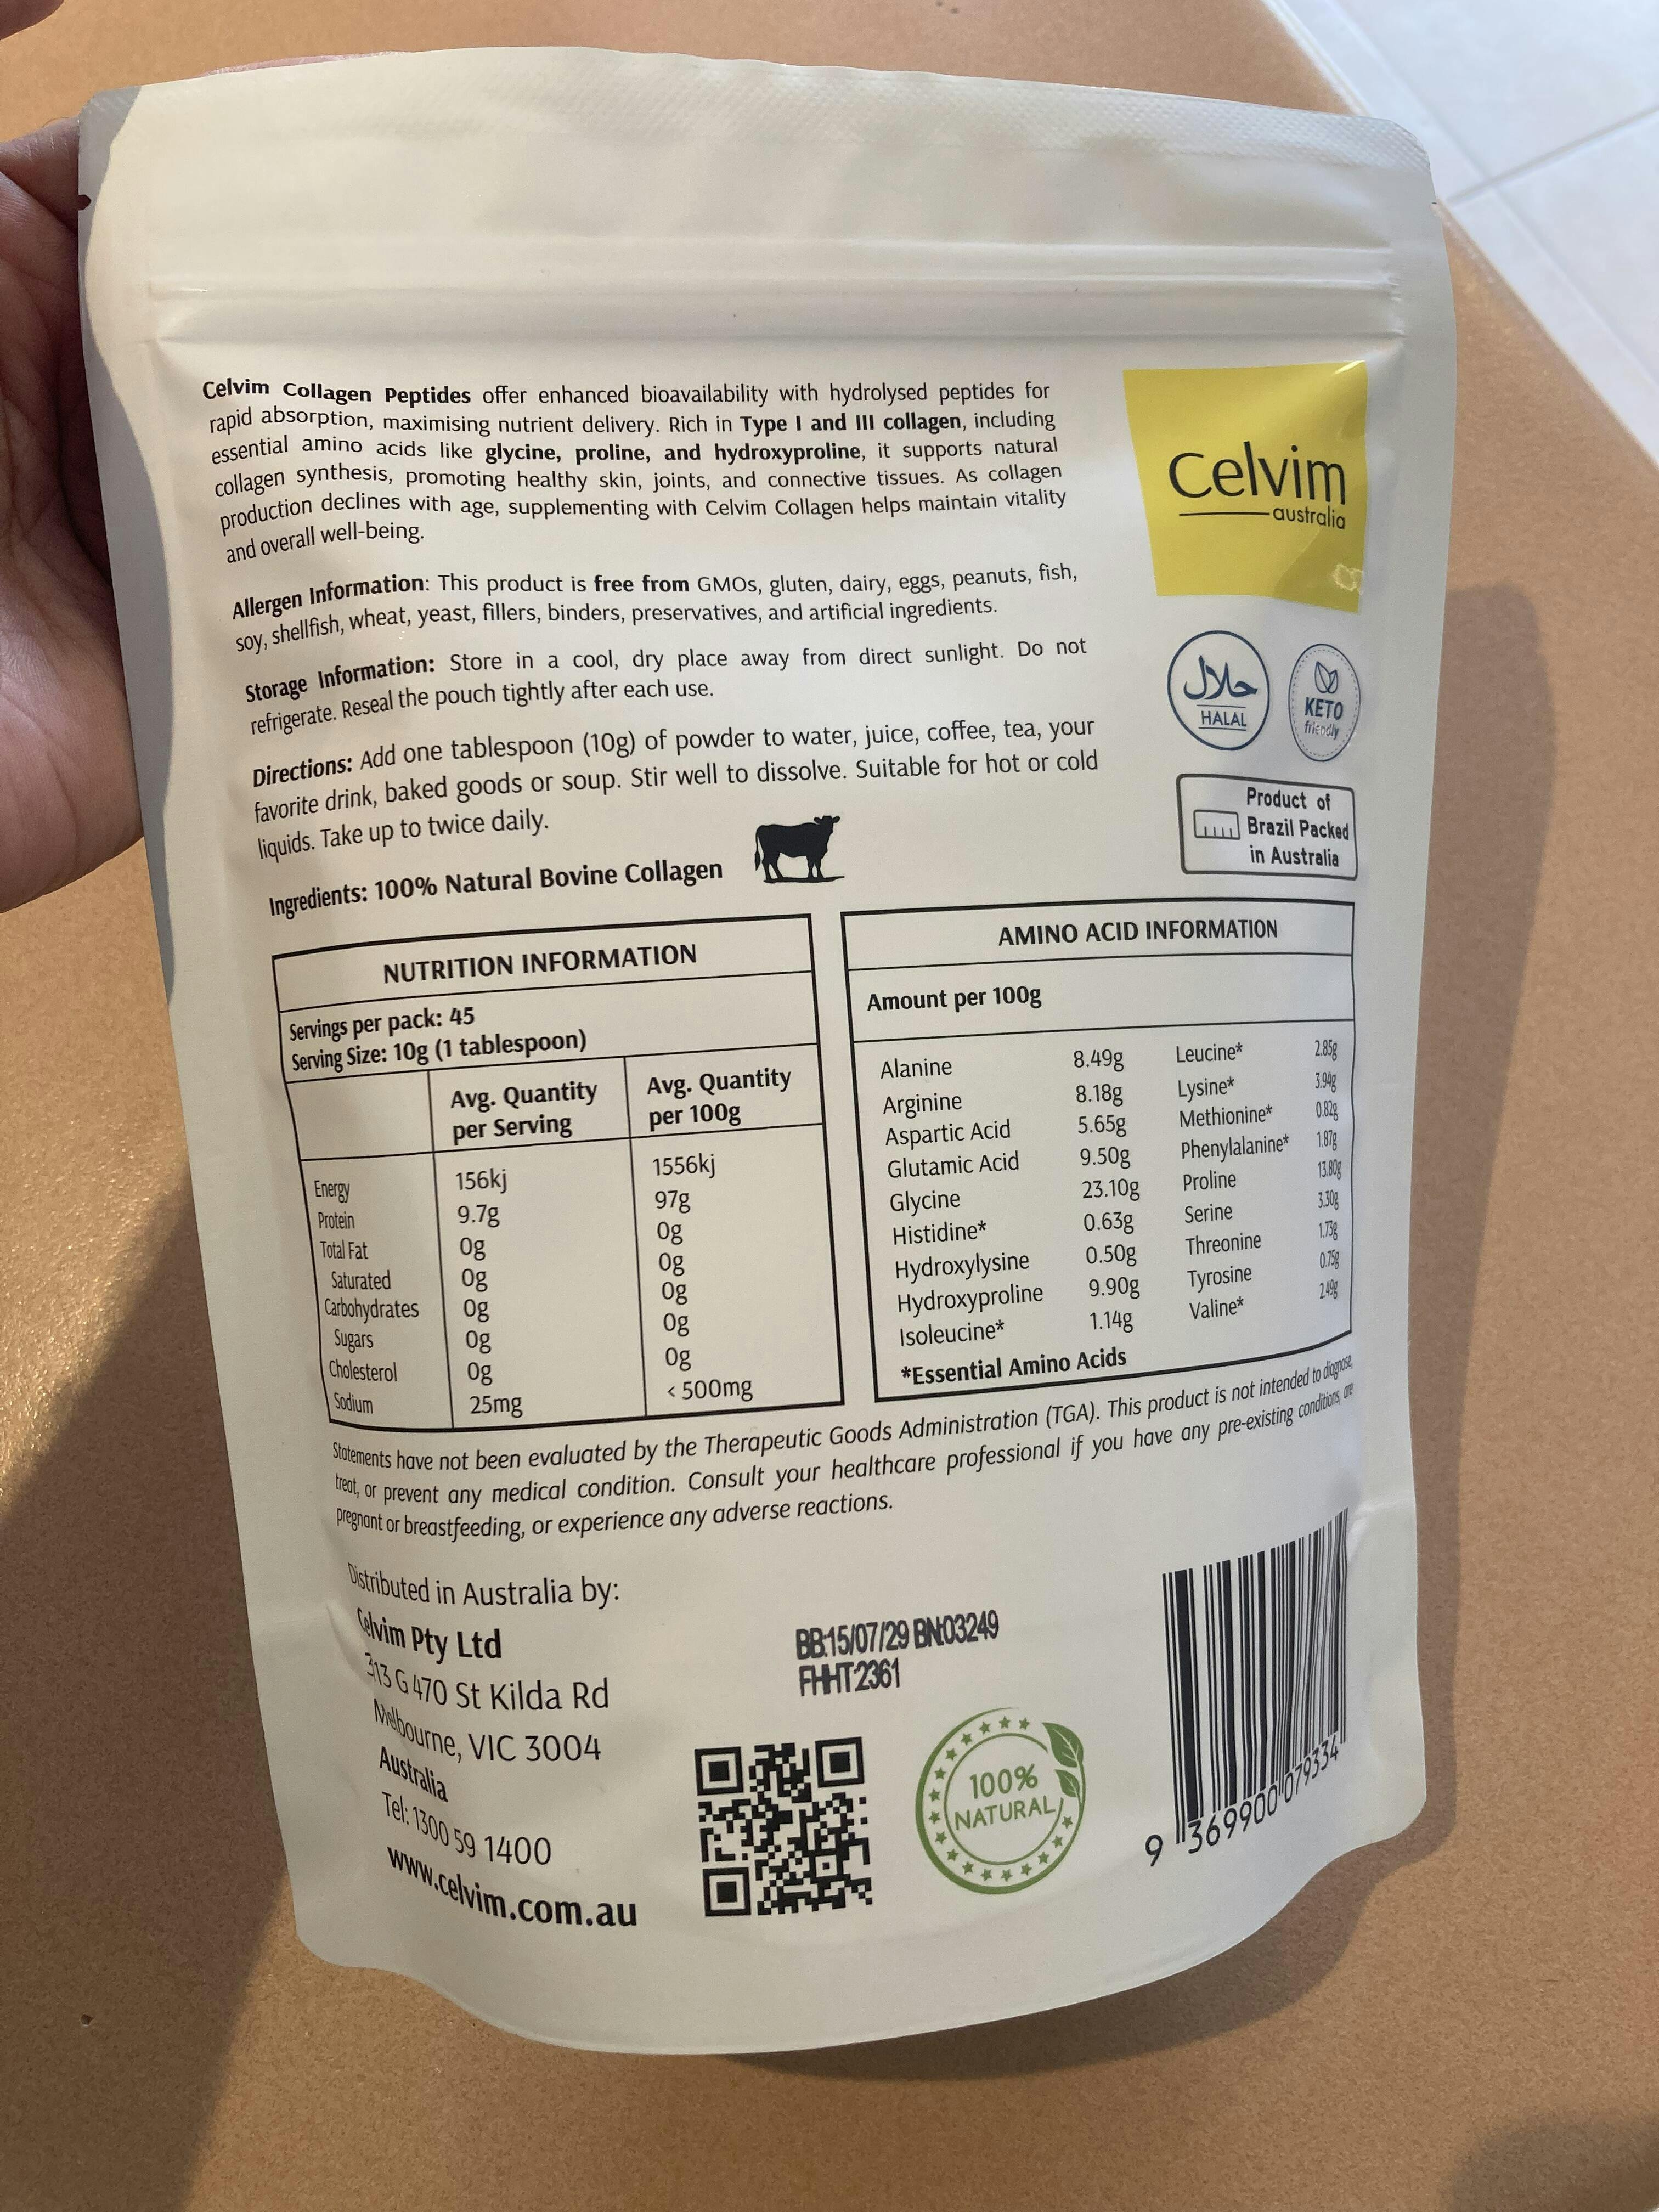 Celvim Collagen Peptides offer enhanced bioavailability with hydrolysed peptides for
rapid absorption, maximising nutrient delivery. Rich in Type I and III collagen, including
essential amino acids like glycine, proline, and hydroxyproline, it supports natural
collagen synthesis, promoting healthy skin, joints, and connective tissues. As collagen
production declines with age, supplementing with Celvim Collagen helps maintain vitality
and overall well-being.
Celvim
australia
Allergen Information: This product is free from GMOs, gluten, dairy, eggs, peanuts, fish,
soy, shellfish, wheat, yeast, fillers, binders, preservatives, and artificial ingredients.
Storage Information: Store in a cool, dry place away from direct sunlight. Do not
refrigerate. Reseal the pouch tightly after each use.
حلال
HALAL
KETO
friendly
Directions: Add one tablespoon (10g) of powder to water, juice, coffee, tea, your
favorite drink, baked goods or soup. Stir well to dissolve. Suitable for hot or cold
liquids. Take up to twice daily.
Product of
Brazil Packed
in Australia
Ingredients: 100% Natural Bovine Collagen
NUTRITION INFORMATION
Servings per pack: 45
Serving Size: 10g (1 tablespoon)
Avg. Quantity per Serving Avg. Quantity per 100g
Energy 156kj 1556kj
Protein 9.7g 97g
Total Fat 0g 0g
Saturated 0g 0g
Carbohydrates 0g 0g
Sugars 0g 0g
Cholesterol 0g 0g
Sodium 25mg < 500mg
AMINO ACID INFORMATION
Amount per 100g
Alanine 8.49g Leucine* 2.85g
Arginine 8.18g Lysine* 3.94g
Aspartic Acid 5.65g Methionine* 0.82g
Glutamic Acid 9.50g Phenylalanine* 1.87g
Glycine 23.10g Proline 13.80g
Histidine* 0.63g Serine 3.30g
Hydroxylysine 0.50g Threonine 1.73g
Hydroxyproline 9.90g Tyrosine 0.75g
Isoleucine* 1.14g Valine* 2.49g
*Essential Amino Acids
Statements have not been evaluated by the Therapeutic Goods Administration (TGA). This product is not intended to diagnose,
treat, or prevent any medical condition. Consult your healthcare professional if you have any pre-existing conditions, are
pregnant or breastfeeding, or experience any adverse reactions.
Distributed in Australia by:
Celvim Pty Ltd
313 G 470 St Kilda Rd
Melbourne, VIC 3004
Australia
Tel: 1300 59 1400
www.celvim.com.au
BB:15/07/29 BN:03249
FHHT2361
100%
NATURAL
9 369900 079334